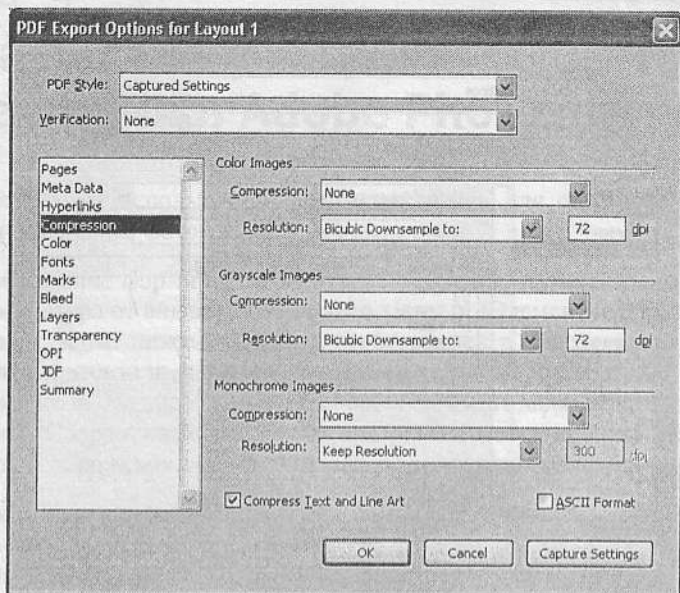 PDF Export Options for Layout 1
PDF Style: Captured Settings
Verification: None
Pages
Meta Data
Hyperlinks
Compression
Color
Fonts
Marks
Bleed
Layers
Transparency
OPI
JDF
Summary
Color Images
Compression: None
Resolution: Bicubic Downsample to: 72 dpi
Grayscale Images
Compression: None
Resolution: Bicubic Downsample to: 72 dpi
Monochrome Images
Compression: None
Resolution: Keep Resolution 300 dpi
Compress Text and Line Art
ASCII Format
OK Cancel Capture Settings